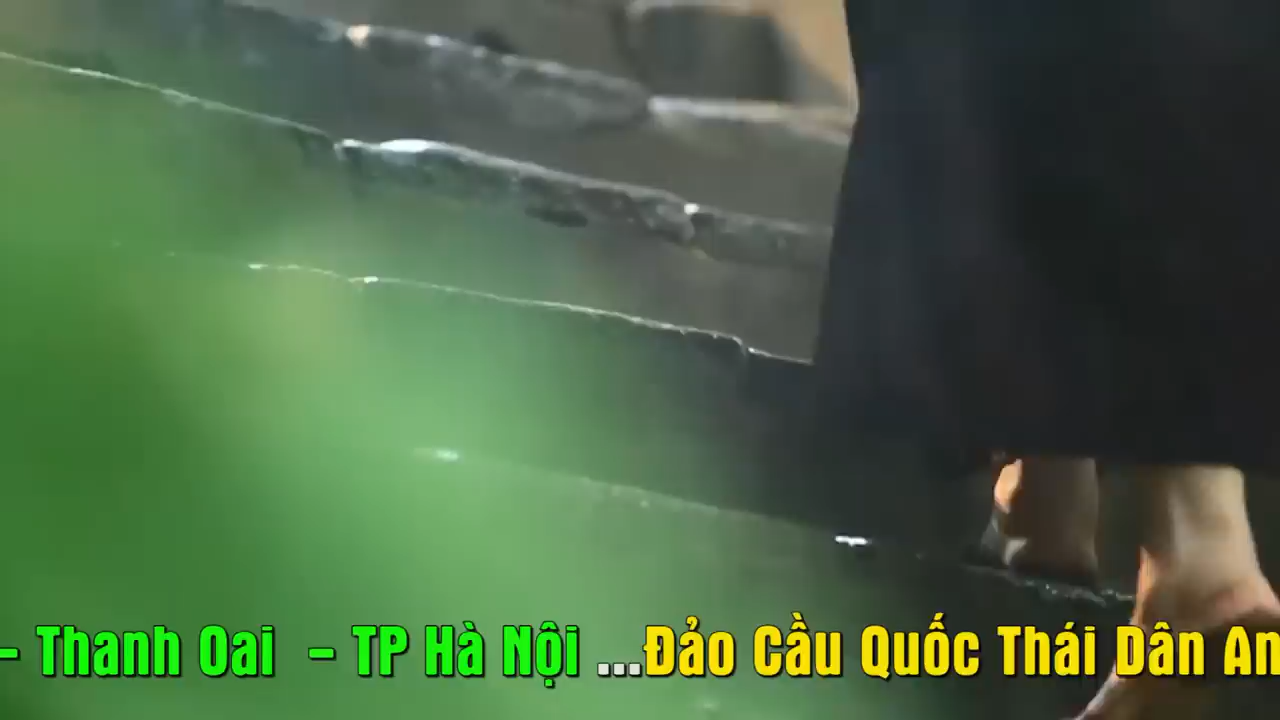 – Thanh Oai – TP Hà Nội ...Đảo Cầu Quốc Thái Dân An